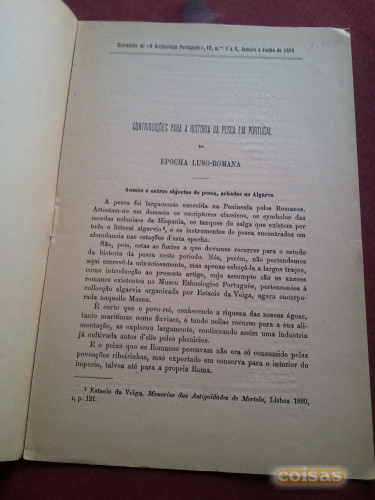 Extrahido de «O Archeologo Português», IV, n.ºˢ 4 a 6, Janeiro a Junho de 1898
CONTRIBUIÇÕES PARA A HISTORIA DA PESCA EM PORTUGAL
NA
EPOCHA LUSO-ROMANA
Anzoes e outros objectos de pesca, achados no Algarve
A pesca foi largamente exercida na Peninsula pelos Romanos.
Attestam-no em demasia os escriptores classicos, os symbolos das
moedas coloniaes da Hispania, os tanques de salga que existem por
todo o littoral algarvio¹, e os instrumentos de pesca encontrados em
abundancia nas estações d'esta epocha.
São, pois, estas as fontes a que devemos recorrer para o estudo
da historia da pesca neste periodo. Nós, porém, não pretendemos
aqui escrevê-la minuciosamente, mas apenas esboçá-la a largos traços,
como introducção ao presente artigo, cujo assumpto são os anzoes
romanos existentes no Museu Ethnologico Português, pertencentes á
collecção algarvia organizada por Estacio da Veiga, agora encorpo-
rada naquelle Museu.
É certo que o povo-rei, conhecendo a riqueza das nossas águas,
tanto maritimas como fluviaes, e tendo nellas recurso para a sua ali-
mentação, as explorou largamente, continuando assim uma industria
já cultivada antes d'elle pelos phenicios.
E o peixe que os Romanos pescavam não era só consumido pelas
povoações ribeirinhas, mas exportado em conserva para o interior do
imperio, talvez até para a propria Roma.
¹ Estacio da Veiga, Memorias das Antiguidades de Mertola, Lisboa 1880,
p. 121.
coisas